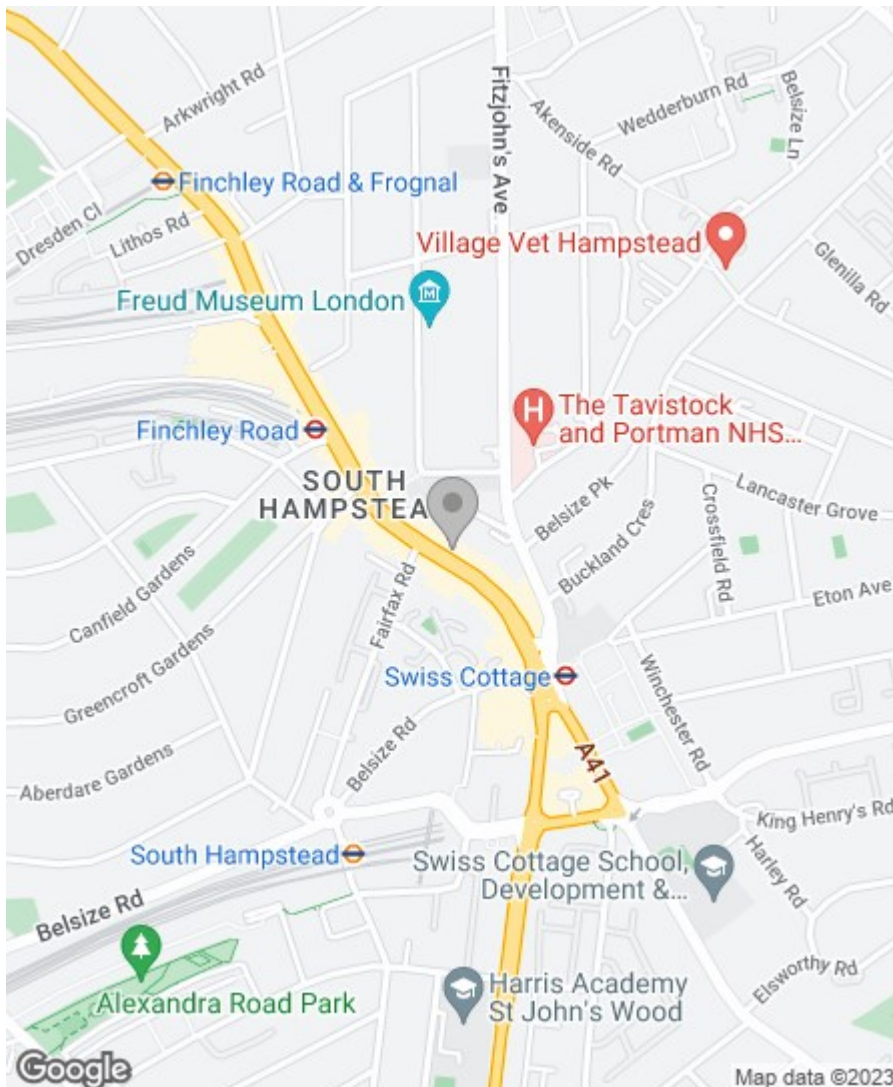 Arkwright Rd
Fitzjohn's Ave
Wedderburn Rd
Belsize Ln
Akenside Rd
Finchley Road & Frognal
Dresden Cl
Lithos Rd
Village Vet Hampstead
Glenilla Rd
Freud Museum London
M
H
The Tavistock
and Portman NHS...
Finchley Road
SOUTH
HAMPSTEA
Belsize Pk
Lancaster Grove
Crossfield Rd
Buckland Cres
Canfield Gardens
Fairfax Rd
Eton Ave
Greencroft Gardens
Swiss Cottage
Winchester Rd
Belsize Rd
A41
Aberdare Gardens
King Henry's Rd
South Hampstead
Swiss Cottage School,
Development &...
Harley Rd
Belsize Rd
Elsworthy Rd
Alexandra Road Park
Harris Academy
St John's Wood
Google
Map data ©2023